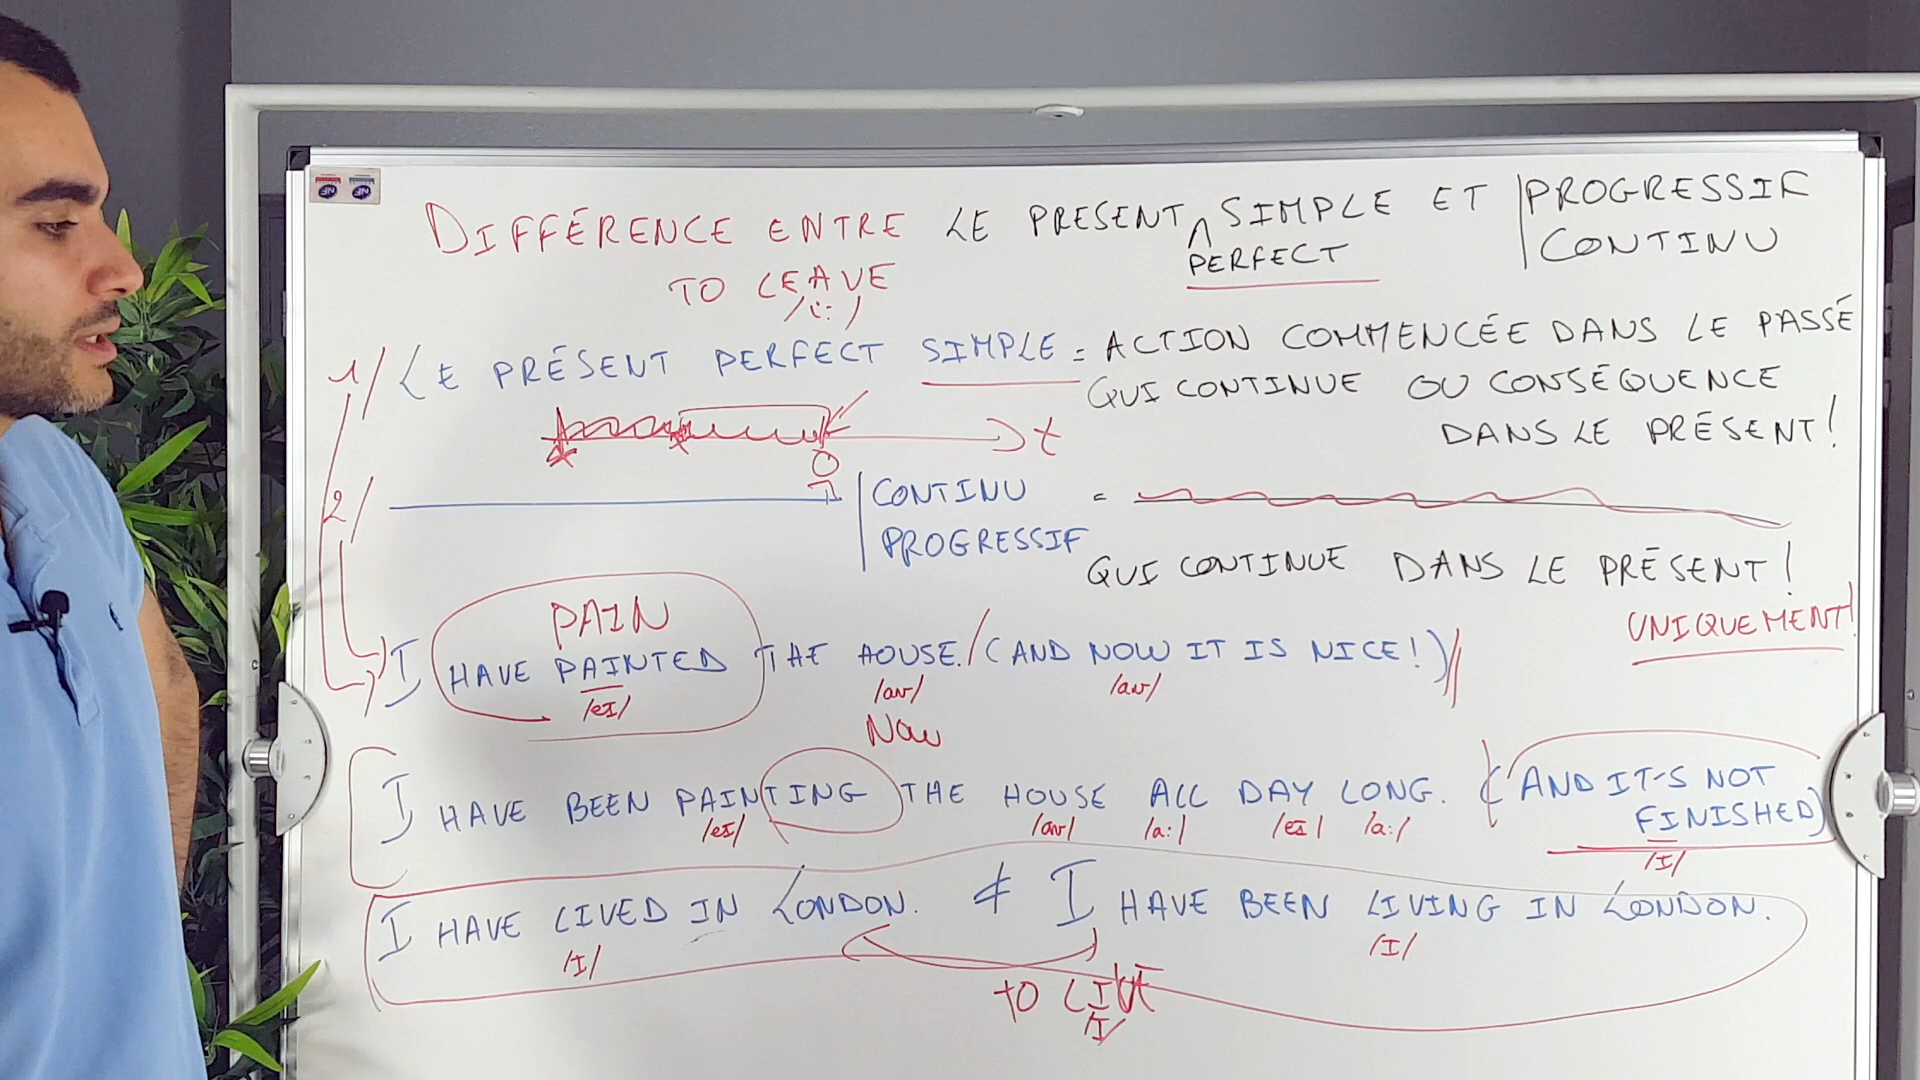 DIFFÉRENCE ENTRE LE PRESENT SIMPLE ET PROGRESSIF
PERFECT
CONTINU
TO LEAVE
/i:/
1/ LE PRÉSENT PERFECT SIMPLE = ACTION COMMENCÉE DANS LE PASSÉ
QUI CONTINUE OU CONSÉQUENCE
DANS LE PRÉSENT!
t
0
2/ CONTINU =
PROGRESSIF
QUI CONTINUE DANS LE PRÉSENT!
UNIQUEMENT!
PAIN
I HAVE PAINTED THE HOUSE. / (AND NOW IT IS NICE!)
/eɪ/ /aʊ/ /aʊ/
NOW
I HAVE BEEN PAINTING THE HOUSE ALL DAY LONG. (AND IT'S NOT
FINISHED)
/eɪ/ /aʊ/ /a:/ /eɪ/ /a:/ /ɪ/
I HAVE LIVED IN LONDON. ≠ I HAVE BEEN LIVING IN LONDON.
/ɪ/ /ɪ/
TO LIVE
/ɪ/
NF NF